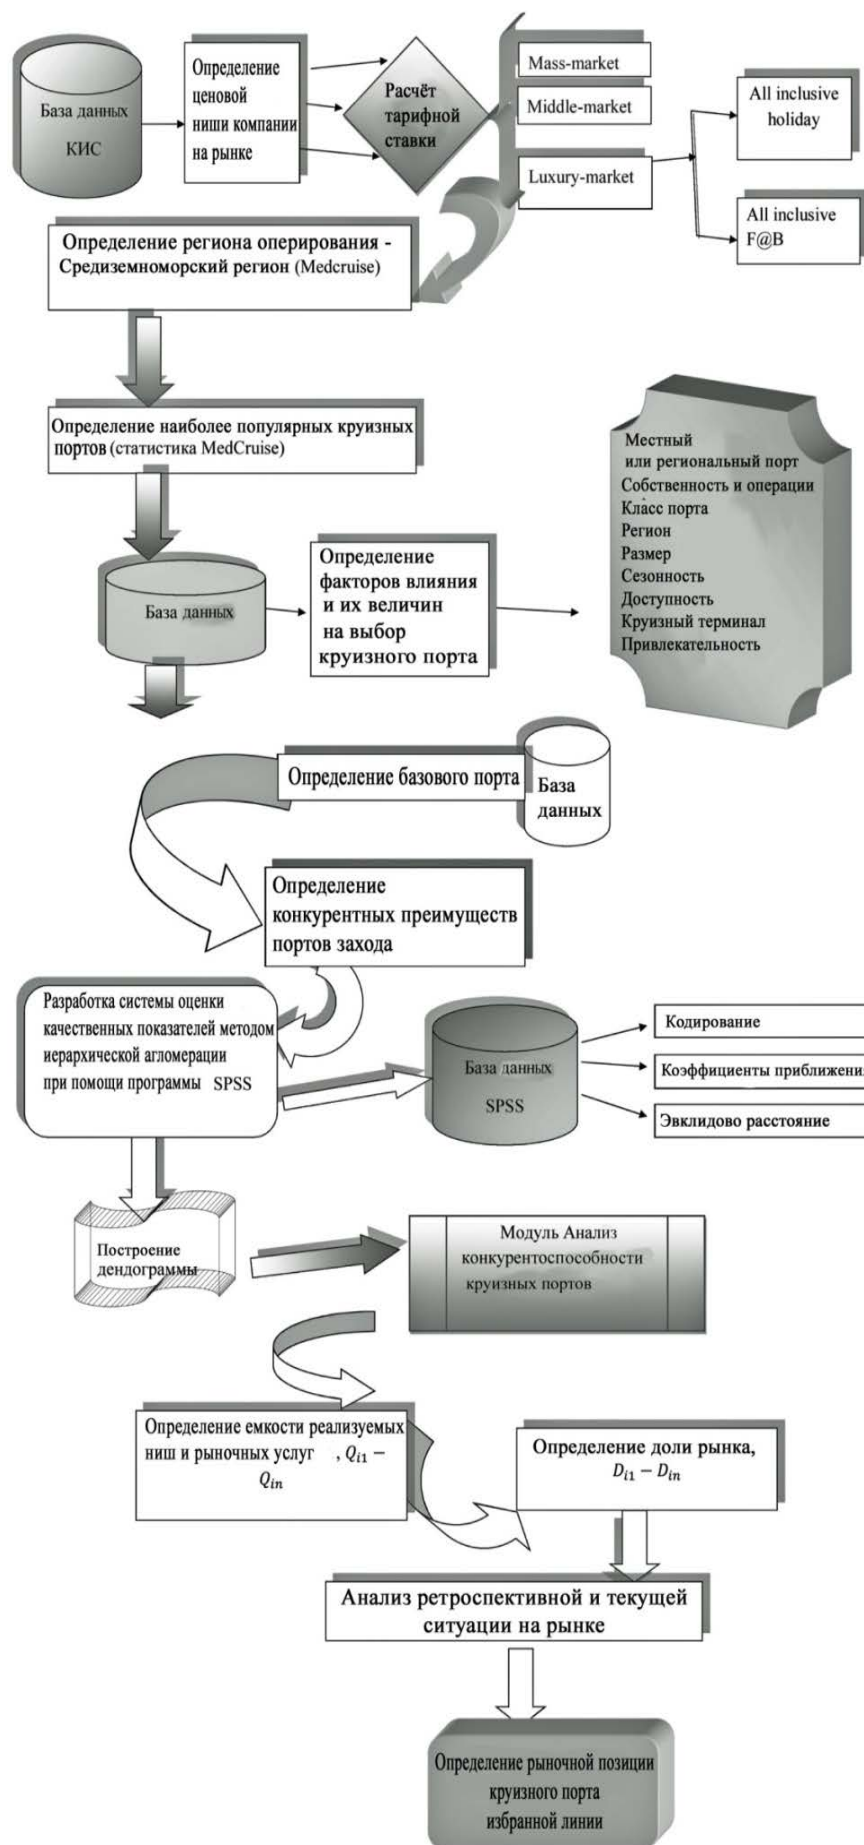 База данных
КИС
Определение
ценовой
ниши компании
на рынке
Расчёт
тарифной
ставки
Mass-market
Middle-market
Luxury-market
All inclusive
holiday
All inclusive
F@B
Определение региона оперирования -
Средиземноморский регион (Medcruise)
Определение наиболее популярных круизных
портов (статистика MedCruise)
База данных
Определение
факторов влияния
и их величин
на выбор
круизного порта
Местный
или региональный порт
Собственность и операции
Класс порта
Регион
Размер
Сезонность
Доступность
Круизный терминал
Привлекательность
Определение базового порта
База
данных
Определение
конкурентных преимуществ
портов захода
Разработка системы оценки
качественных показателей методом
иерархической агломерации
при помощи программы SPSS
База данных
SPSS
Кодирование
Коэффициенты приближения
Эвклидово расстояние
Построение
дендограммы
Модуль Анализ
конкурентоспособности
круизных портов
Определение емкости реализуемых
ниш и рыночных услуг , Q_{i1} −
Q_{in}
Определение доли рынка,
D_{i1} − D_{in}
Анализ ретроспективной и текущей
ситуации на рынке
Определение рыночной позиции
круизного порта
избранной линии